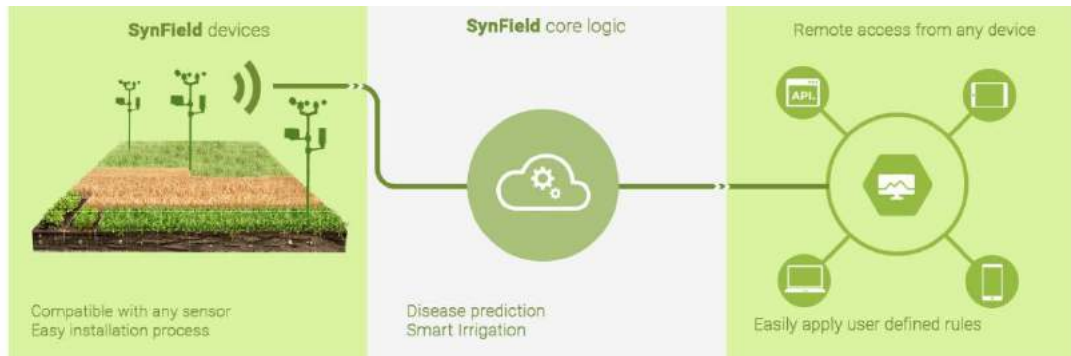 SynField devices
Compatible with any sensor
Easy installation process
SynField core logic
Disease prediction
Smart Irrigation
Remote access from any device
API
Easily apply user defined rules